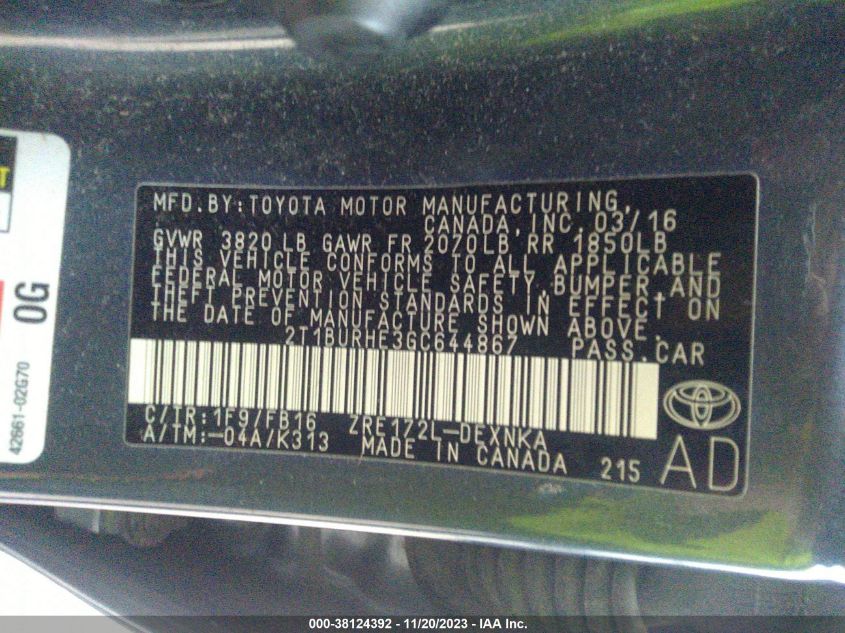 MFD.BY:TOYOTA MOTOR MANUFACTURING,
CANADA,INC. 03/16
GVWR 3820 LB GAWR FR 2070LB RR 1850LB
THIS VEHICLE CONFORMS TO ALL APPLICABLE
FEDERAL MOTOR VEHICLE SAFETY,BUMPER,AND
THEFT PREVENTION STANDARDS IN EFFECT ON
THE DATE OF MANUFACTURE SHOWN ABOVE.
2T1BURHE3GC644867 PASS.CAR
C/TR:1F9/FB16 ZRE172L-DEXNKA
A/TM:-04A/K313 MADE IN CANADA 215
AD
T
0G
42661-02G70
000-38124392 — 11/20/2023 — IAA Inc.